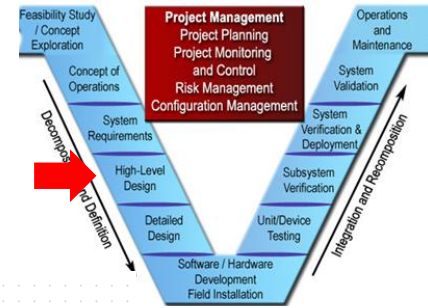 Feasibility Study
/ Concept
Exploration
Project Management
Project Planning
Project Monitoring
and Control
Risk Management
Configuration Management
Operations
and
Maintenance
Concept of
Operations
System
Validation
System
Requirements
System
Verification &
Deployment
High-Level
Design
Subsystem
Verification
Detailed
Design
Unit/Device
Testing
Software / Hardware
Development
Field Installation
and Definition
Integration and Recomposition